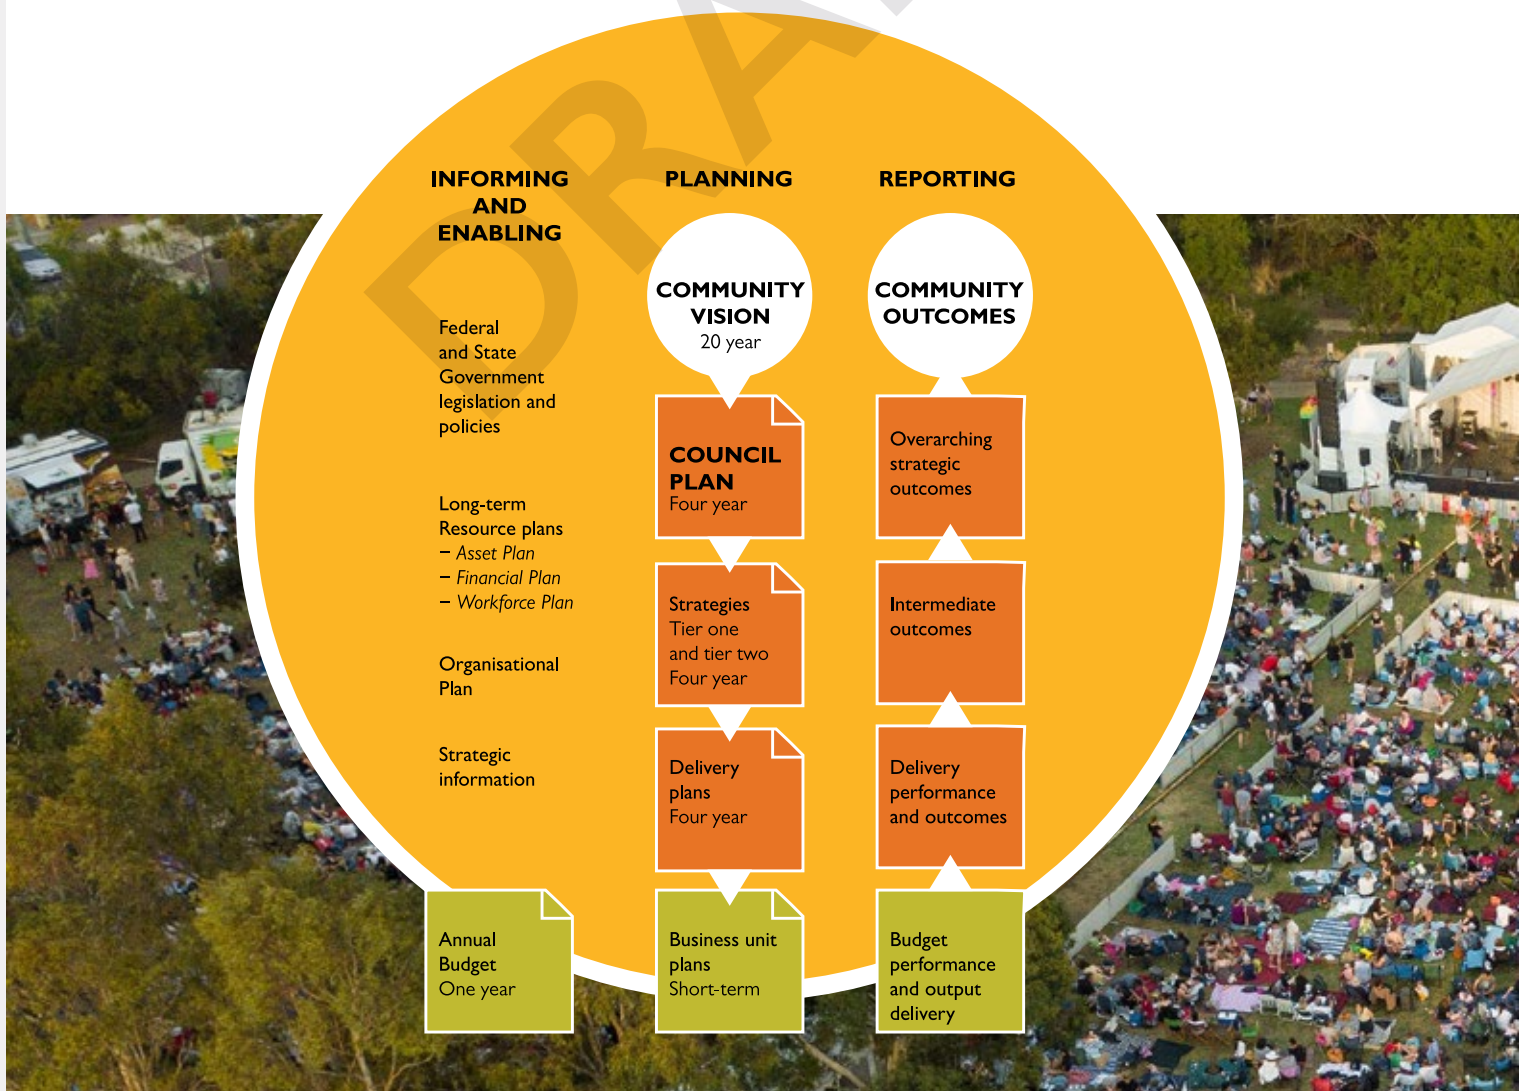 DRA
INFORMING
AND
ENABLING
Federal
and State
Government
legislation and
policies
Long-term
Resource plans
– Asset Plan
– Financial Plan
– Workforce Plan
Organisational
Plan
Strategic
information
Annual
Budget
One year
PLANNING
COMMUNITY
VISION
20 year
COUNCIL
PLAN
Four year
Strategies
Tier one
and tier two
Four year
Delivery
plans
Four year
Business unit
plans
Short-term
REPORTING
COMMUNITY
OUTCOMES
Overarching
strategic
outcomes
Intermediate
outcomes
Delivery
performance
and outcomes
Budget
performance
and output
delivery